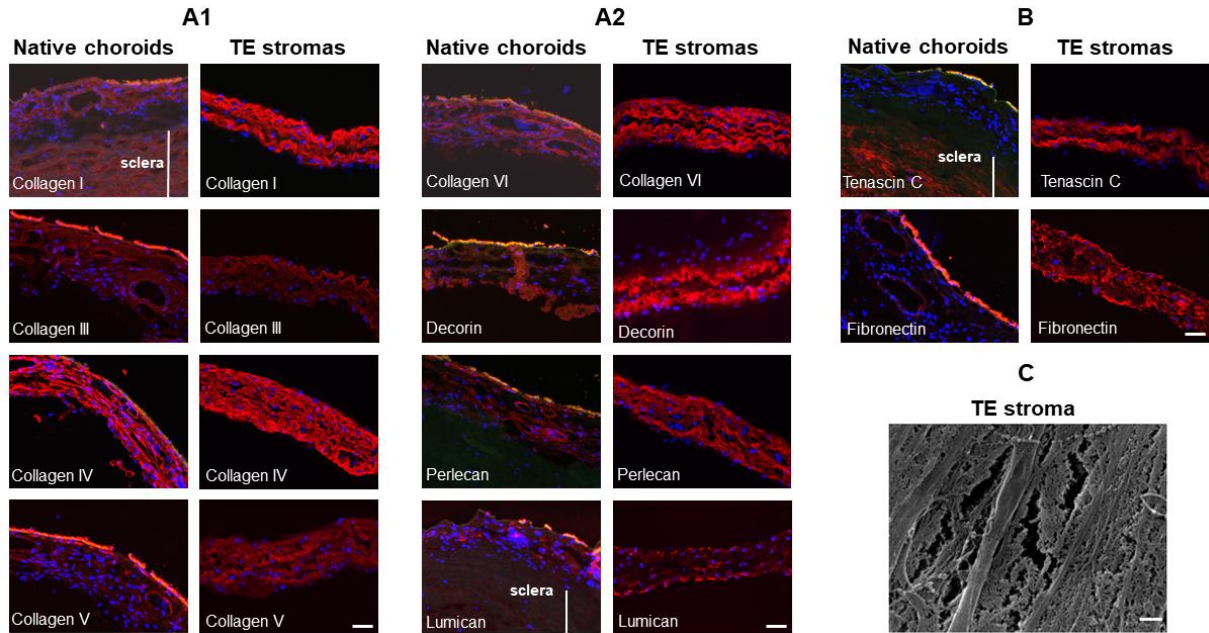 A1
Native choroids
TE stromas
sclera
Collagen I
Collagen I
Collagen III
Collagen III
Collagen IV
Collagen IV
Collagen V
Collagen V
A2
Native choroids
TE stromas
Collagen VI
Collagen VI
Decorin
Decorin
Perlecan
Perlecan
sclera
Lumican
Lumican
B
Native choroids
TE stromas
sclera
Tenascin C
Tenascin C
Fibronectin
Fibronectin
C
TE stroma